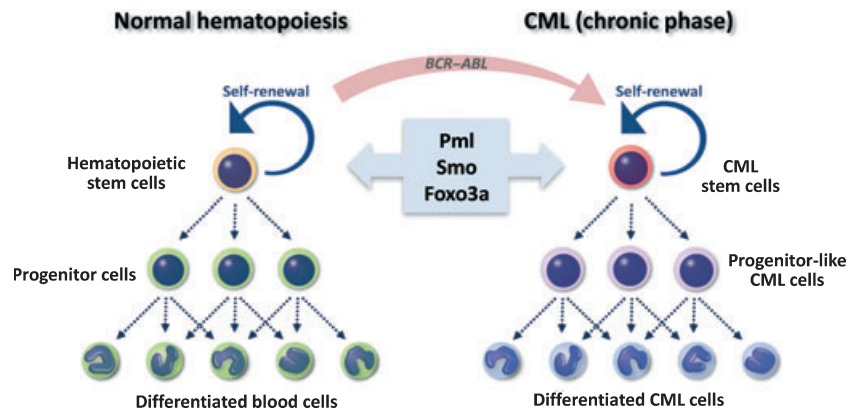 Normal hematopoiesis
CML (chronic phase)
BCR–ABL
Self-renewal
Self-renewal
Pml
Smo
Foxo3a
Hematopoietic
stem cells
CML
stem cells
Progenitor cells
Progenitor-like
CML cells
Differentiated blood cells
Differentiated CML cells